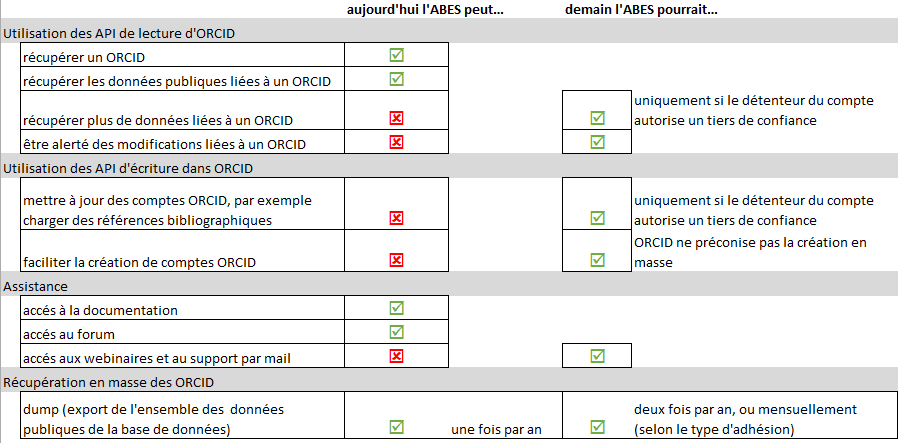 aujourd'hui l'ABES peut... demain l'ABES pourrait...
Utilisation des API de lecture d'ORCID
récupérer un ORCID
récupérer les données publiques liées à un ORCID
récupérer plus de données liées à un ORCID
uniquement si le détenteur du compte
autorise un tiers de confiance
être alerté des modifications liées à un ORCID
Utilisation des API d'écriture dans ORCID
mettre à jour des comptes ORCID, par exemple
charger des références bibliographiques
uniquement si le détenteur du compte
autorise un tiers de confiance
faciliter la création de comptes ORCID
ORCID ne préconise pas la création en
masse
Assistance
accés à la documentation
accés au forum
accés aux webinaires et au support par mail
Récupération en masse des ORCID
dump (export de l'ensemble des données
publiques de la base de données)
une fois par an
deux fois par an, ou mensuellement
(selon le type d'adhésion)